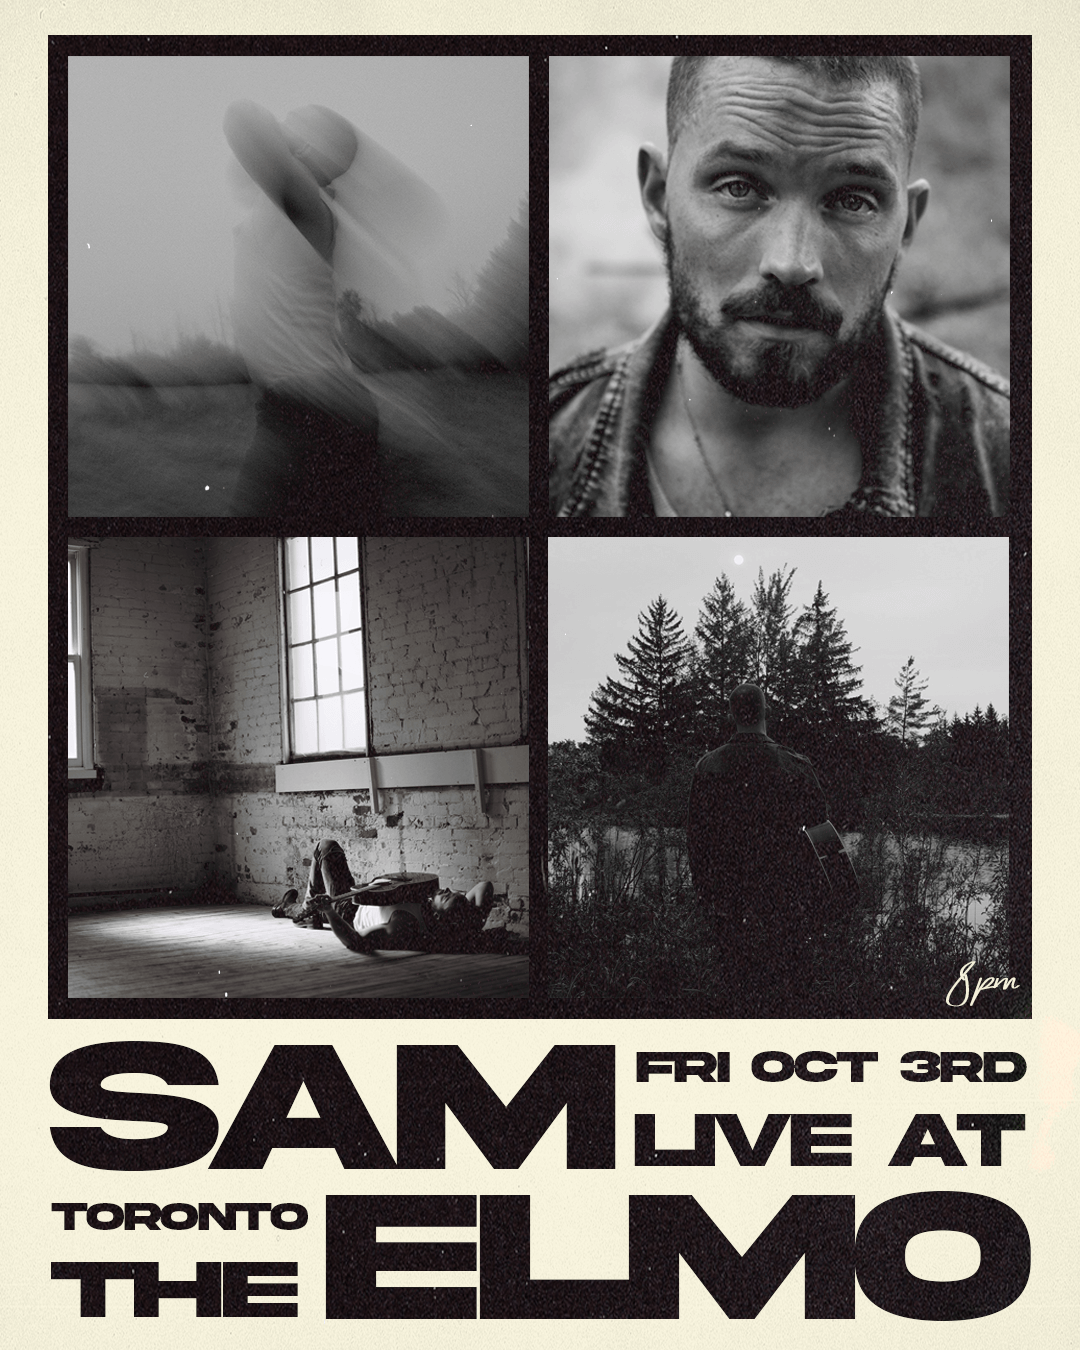 8pm
SAM
FRI OCT 3RD
LIVE AT
TORONTO
THE
ELMO